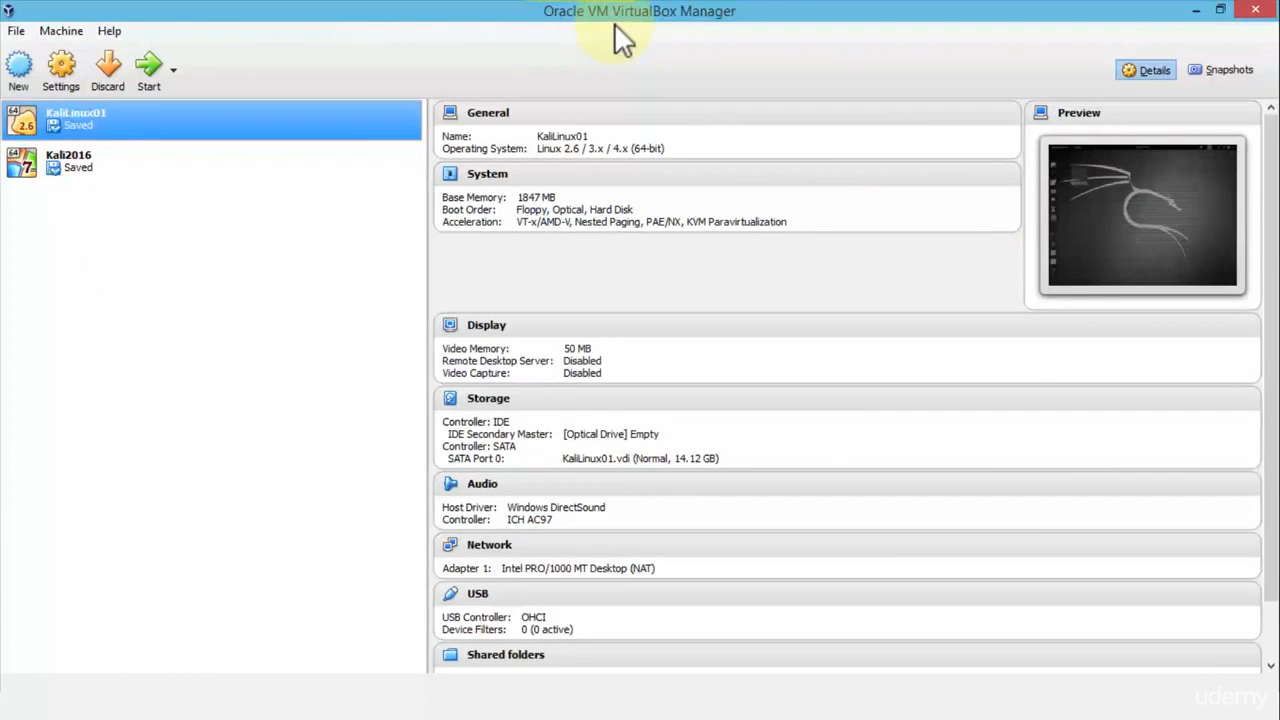 Oracle VM VirtualBox Manager
File Machine Help
New Settings Discard Start
Details Snapshots
64 2.6 KaliLinux01
Saved
64 7 Kali2016
Saved
General
Name: KaliLinux01
Operating System: Linux 2.6 / 3.x / 4.x (64-bit)
System
Base Memory: 1847 MB
Boot Order: Floppy, Optical, Hard Disk
Acceleration: VT-x/AMD-V, Nested Paging, PAE/NX, KVM Paravirtualization
Preview
Display
Video Memory: 50 MB
Remote Desktop Server: Disabled
Video Capture: Disabled
Storage
Controller: IDE
IDE Secondary Master: [Optical Drive] Empty
Controller: SATA
SATA Port 0: KaliLinux01.vdi (Normal, 14.12 GB)
Audio
Host Driver: Windows DirectSound
Controller: ICH AC97
Network
Adapter 1: Intel PRO/1000 MT Desktop (NAT)
USB
USB Controller: OHCI
Device Filters: 0 (0 active)
Shared folders
udemy